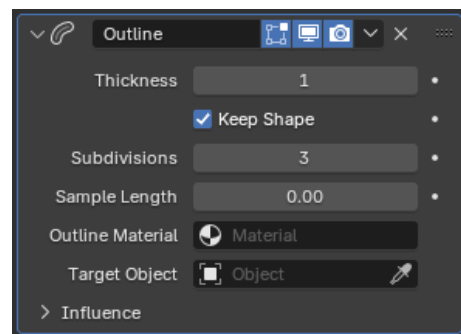 Outline
Thickness 1
Keep Shape
Subdivisions 3
Sample Length 0.00
Outline Material Material
Target Object Object
Influence